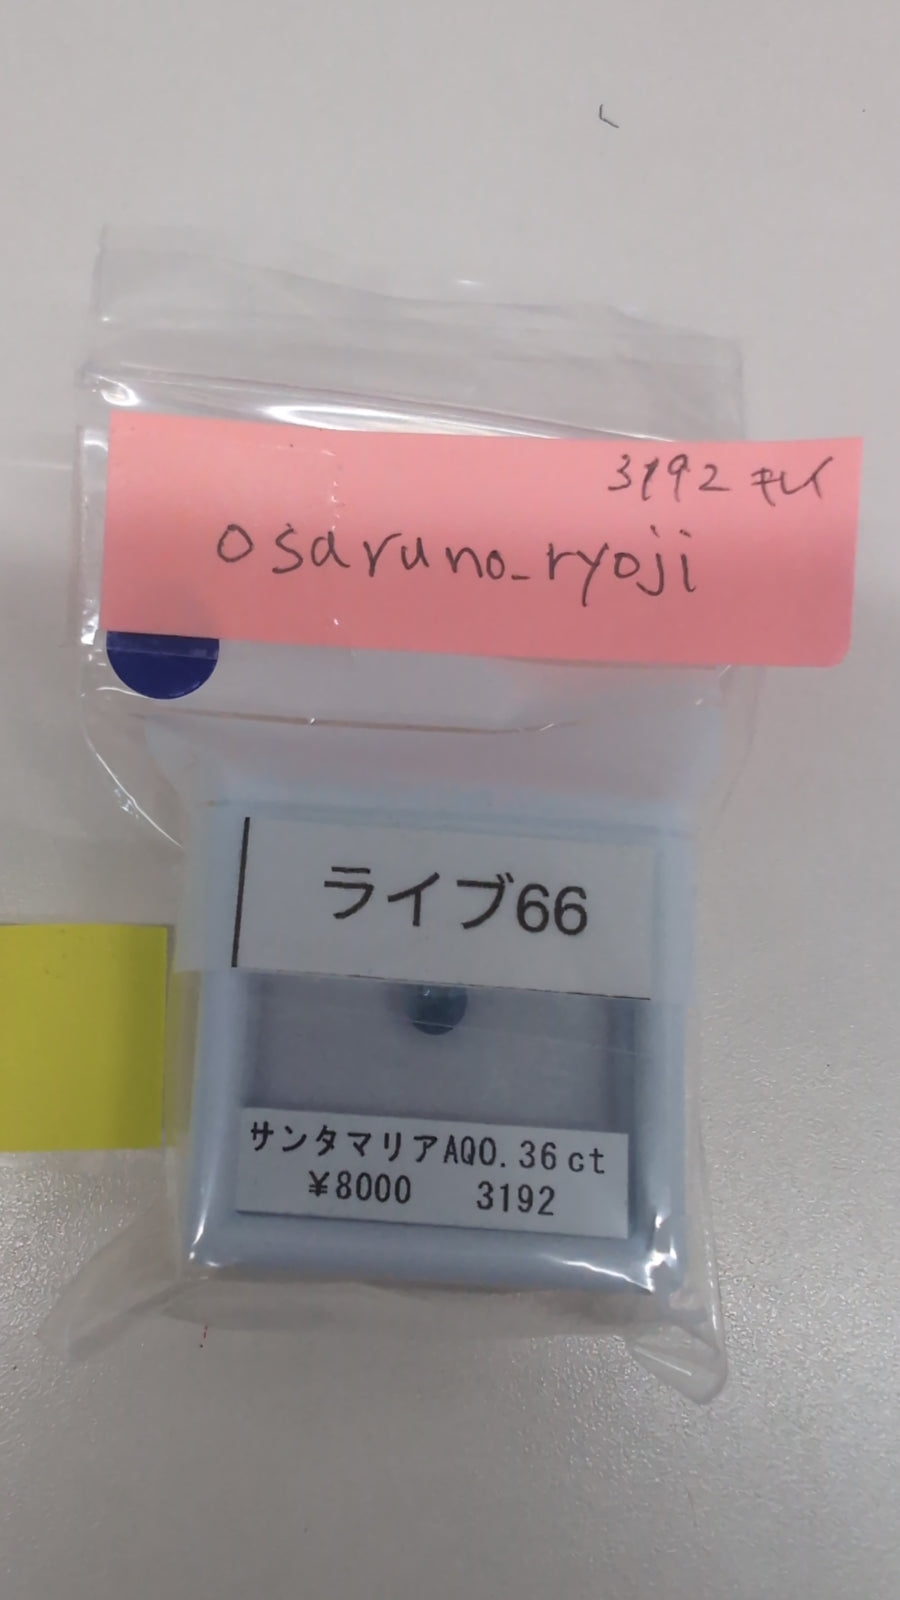 3192 キレイ
osaruno_ryoji
ライブ66
サンタマリアAQ0.36ct
¥8000 3192